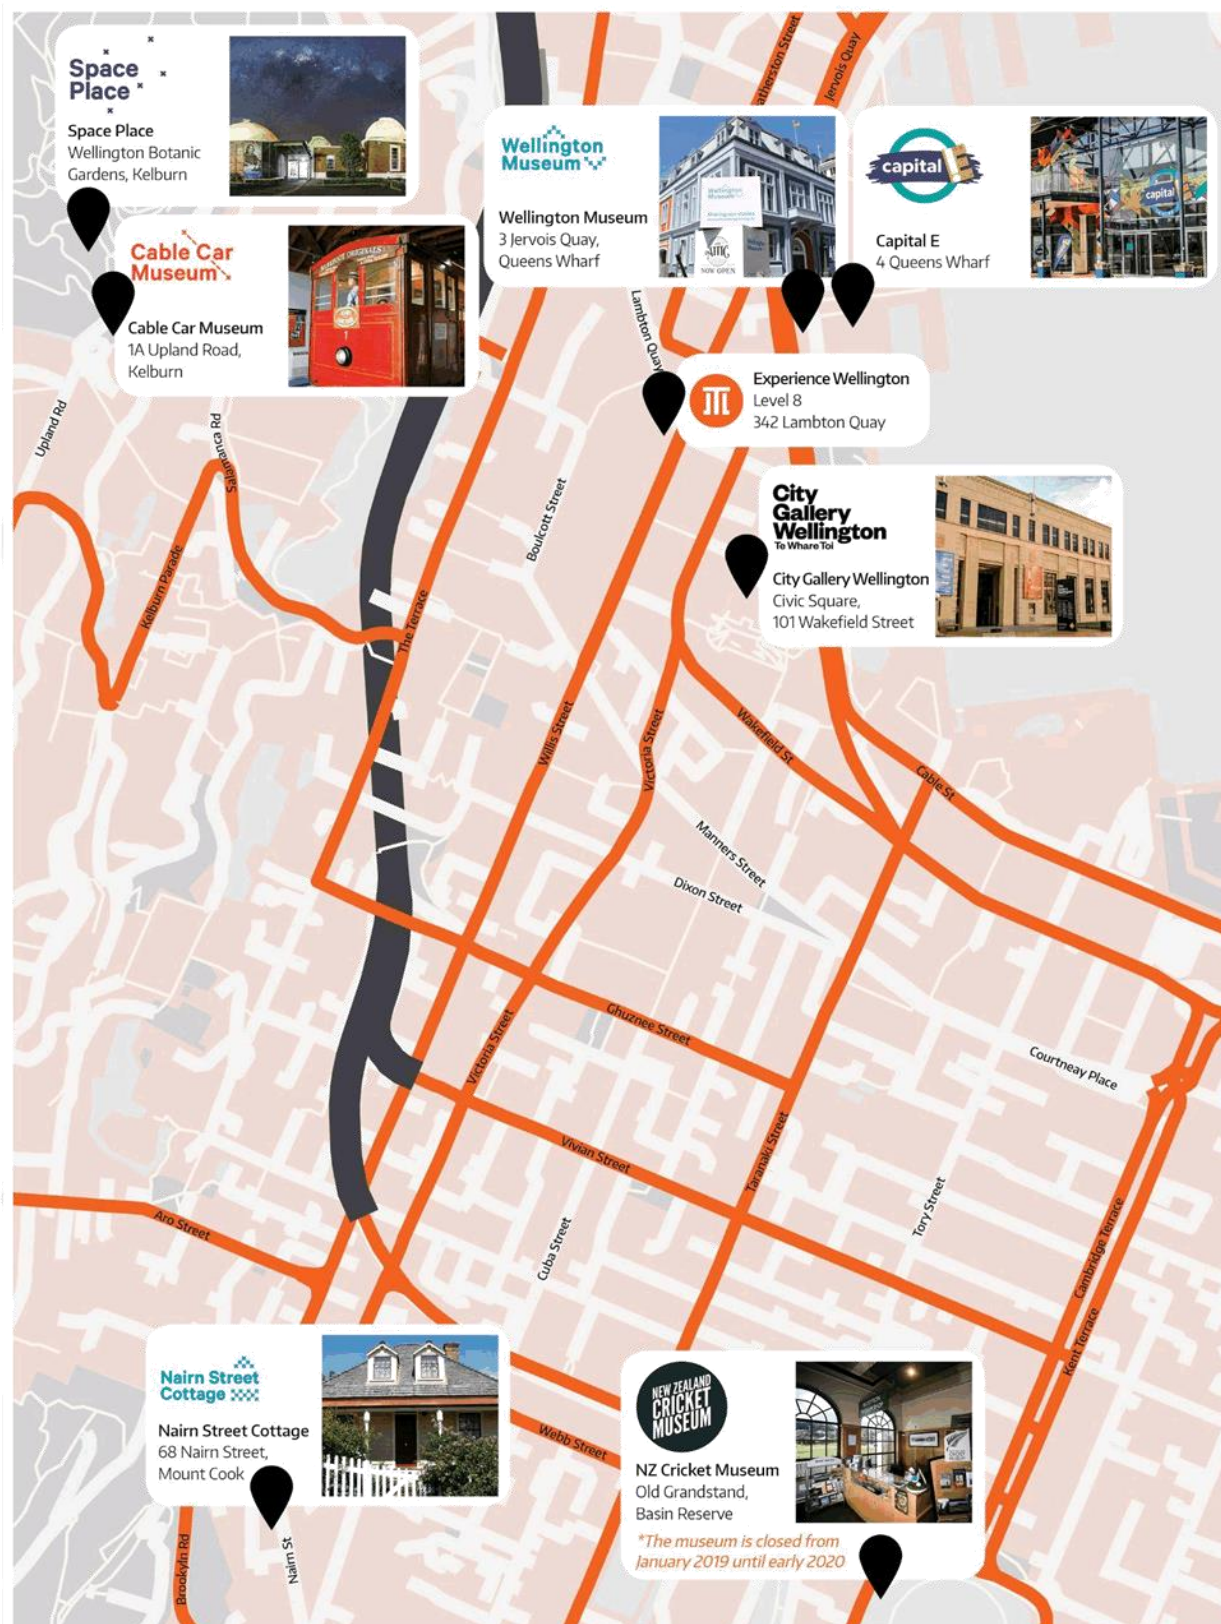 Space
Place
Space Place
Wellington Botanic
Gardens, Kelburn
Cable Car
Museum
Cable Car Museum
1A Upland Road,
Kelburn
Wellington
Museum
Wellington Museum
3 Jervois Quay,
Queens Wharf
Wellington
Museum
NOW OPEN
capital E
Capital E
4 Queens Wharf
capital
Jervois Quay
Lambton Quay
Experience Wellington
Level 8
342 Lambton Quay
City
Gallery
Wellington
Te Whare Toi
City Gallery Wellington
Civic Square,
101 Wakefield Street
Upland Rd
Salamanca Rd
Kelburn Parade
Boulcott Street
The Terrace
Willis Street
Victoria Street
Wakefield St
Cable St
Manners Street
Dixon Street
Ghuznee Street
Victoria Street
Courtneay Place
Vivian Street
Taranaki Street
Tory Street
Cambridge Terrace
Kent Terrace
Aro Street
Cuba Street
Nairn Street
Cottage
Nairn Street Cottage
68 Nairn Street,
Mount Cook
Webb Street
Brooklyn Rd
Nairn St
NEW ZEALAND
CRICKET
MUSEUM
NZ Cricket Museum
Old Grandstand,
Basin Reserve
*The museum is closed from
January 2019 until early 2020